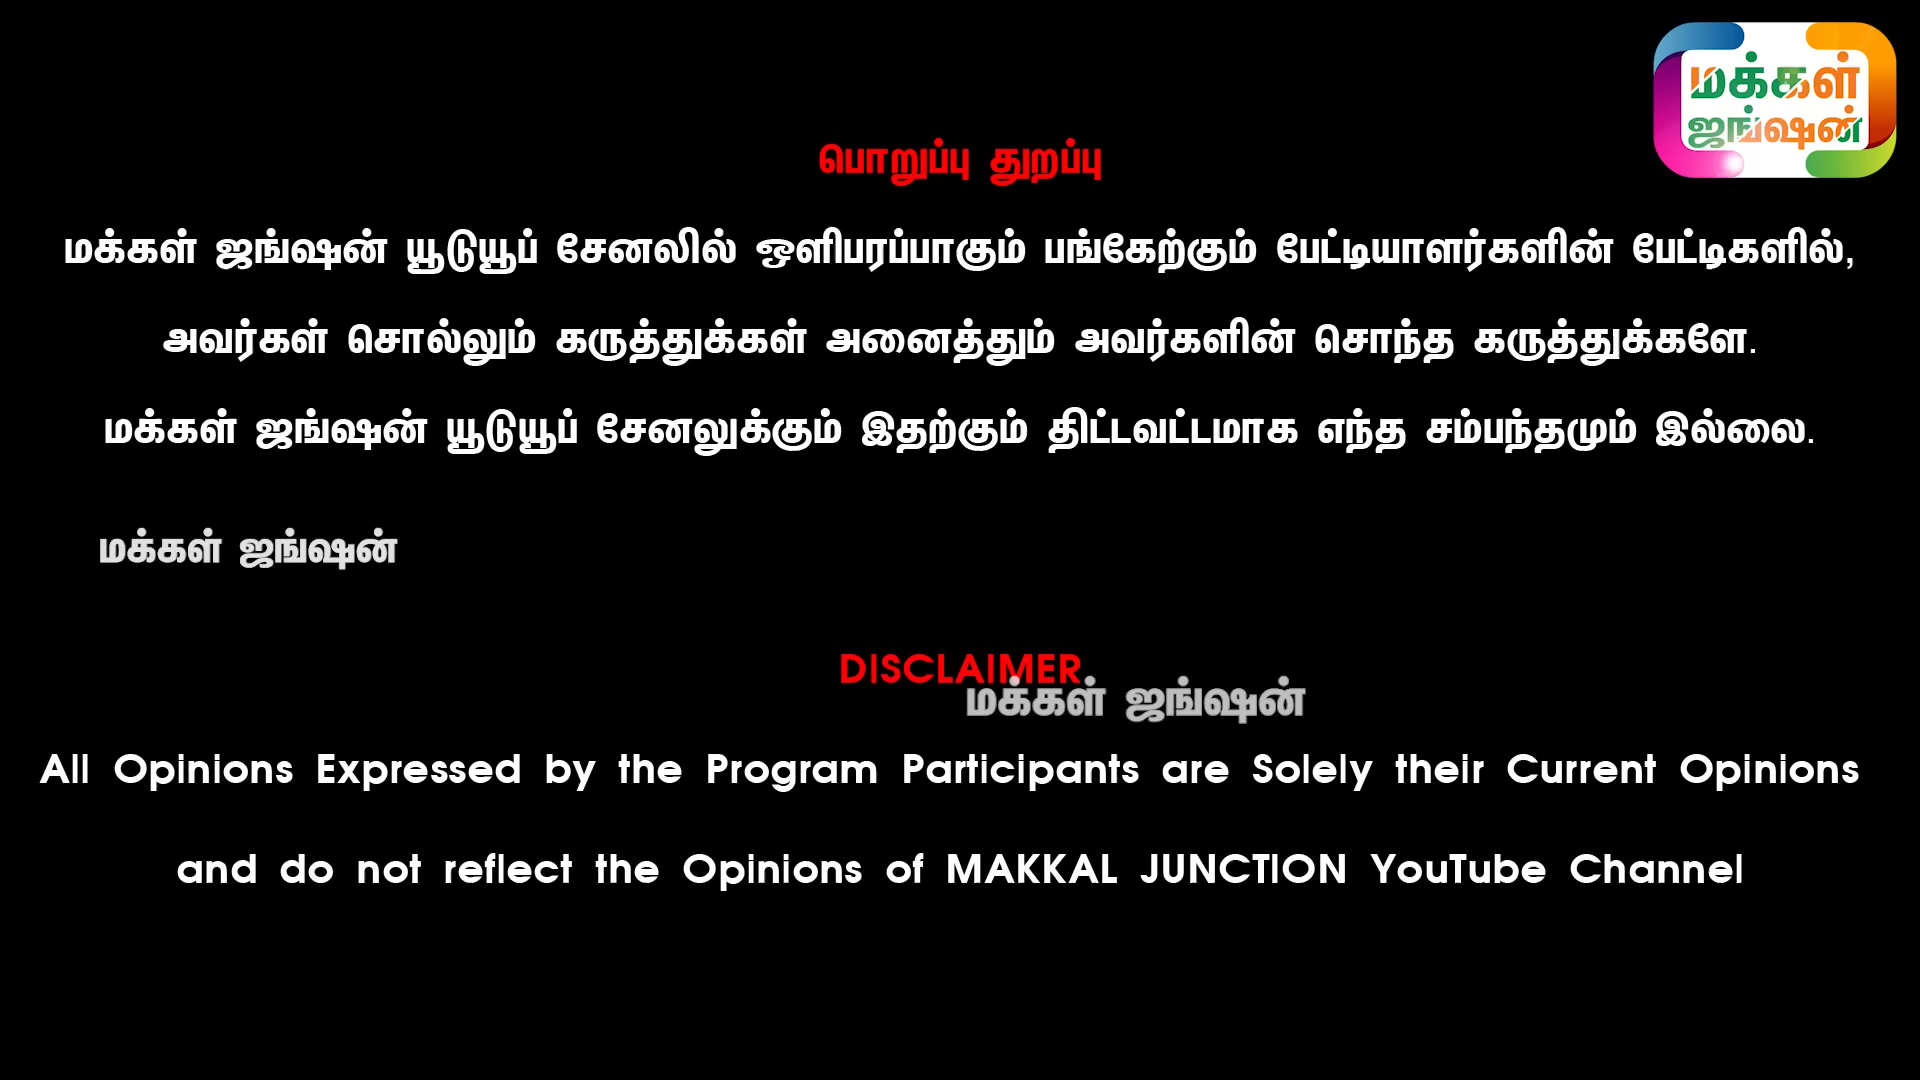 மக்கள்
ஜங்ஷன்
பொறுப்பு துறப்பு
மக்கள் ஜங்ஷன் யூடுயூப் சேனலில் ஒளிபரப்பாகும் பங்கேற்கும் பேட்டியாளர்களின் பேட்டிகளில்,
அவர்கள் சொல்லும் கருத்துக்கள் அனைத்தும் அவர்களின் சொந்த கருத்துக்களே.
மக்கள் ஜங்ஷன் யூடுயூப் சேனலுக்கும் இதற்கும் திட்டவட்டமாக எந்த சம்பந்தமும் இல்லை.
மக்கள் ஜங்ஷன்
DISCLAIMER
மக்கள் ஜங்ஷன்
All Opinions Expressed by the Program Participants are Solely their Current Opinions
and do not reflect the Opinions of MAKKAL JUNCTION YouTube Channel